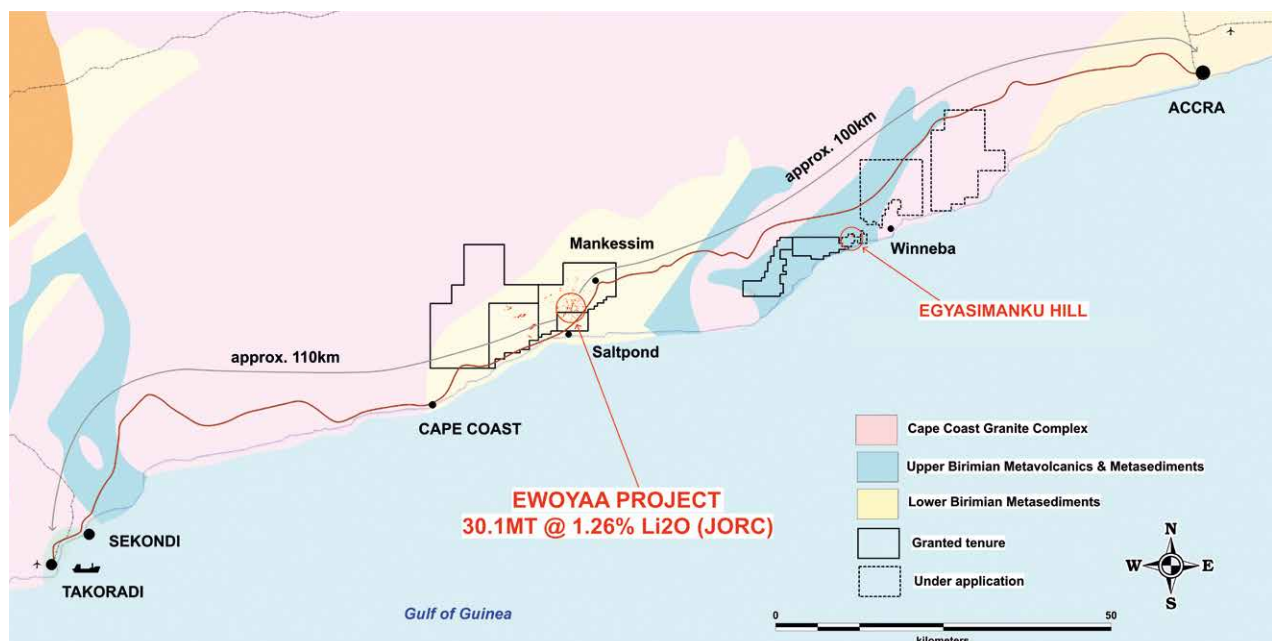 ACCRA
approx. 100km
Mankessim
Winneba
EGYASIMANKU HILL
approx. 110km
Saltpond
CAPE COAST
EWOYAA PROJECT
30.1MT @ 1.26% Li2O (JORC)
SEKONDI
TAKORADI
Gulf of Guinea
Cape Coast Granite Complex
Upper Birimian Metavolcanics & Metasediments
Lower Birimian Metasediments
Granted tenure
Under application
N
W E
S
0 50
kilometers